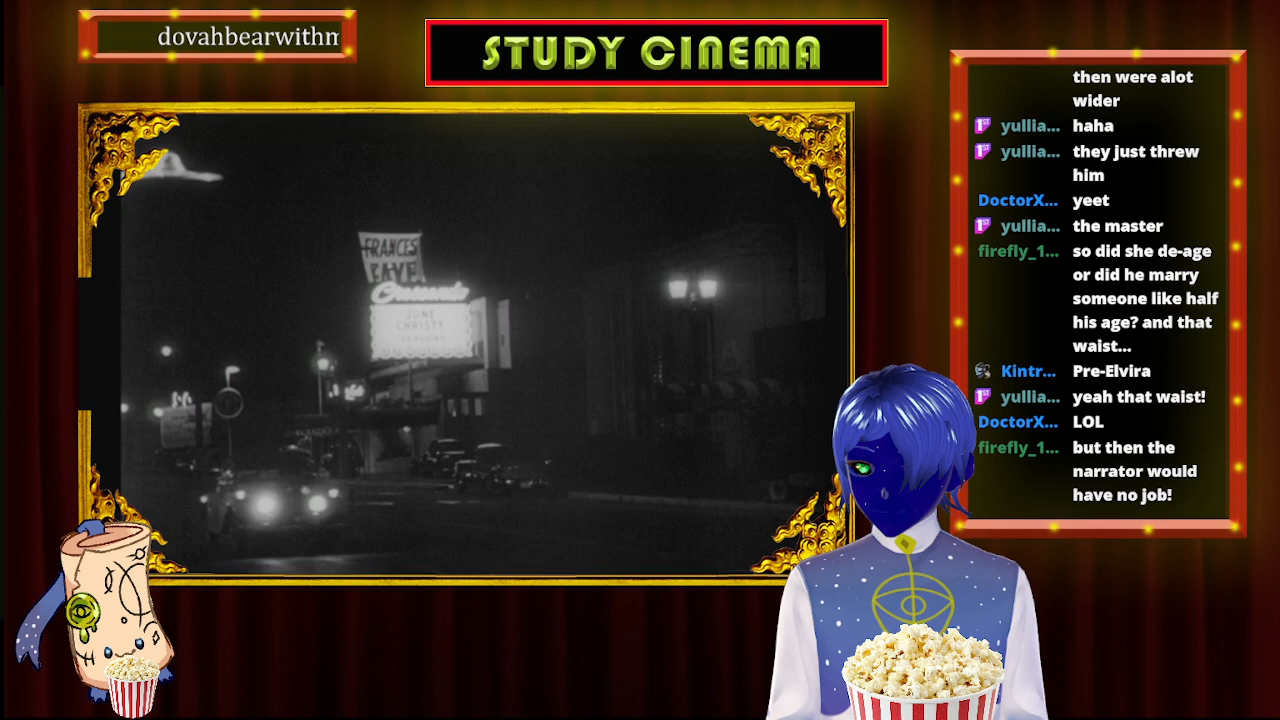 dovahbearwithm
STUDY CINEMA
then were alot
wider
yullia... haha
yullia... they just threw
him
DoctorX... yeet
yullia... the master
firefly_1... so did she de-age
or did he marry
someone like half
his age? and that
waist...
Kintr... Pre-Elvira
yullia... yeah that waist!
DoctorX... LOL
firefly_1... but then the
narrator would
have no job!
FRANCES
FAYE
Crescendo
JUNE
CHRISTY